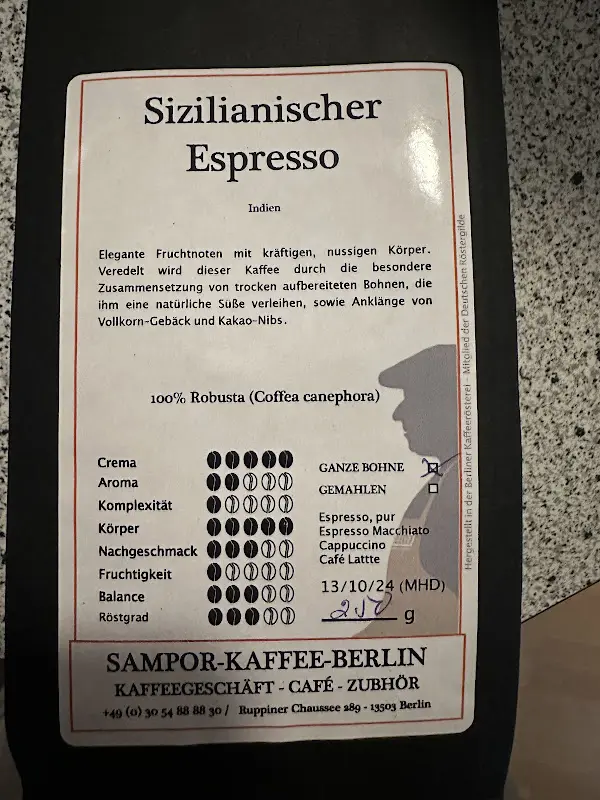 Sizilianischer
Espresso
Indien
Elegante Fruchtnoten mit kräftigen, nussigen Körper.
Veredelt wird dieser Kaffee durch die besondere
Zusammensetzung von trocken aufbereiteten Bohnen, die
ihm eine natürliche Süße verleihen, sowie Anklänge von
Vollkorn-Gebäck und Kakao-Nibs.
100% Robusta (Coffea canephora)
Crema
Aroma
Komplexität
Körper
Nachgeschmack
Fruchtigkeit
Balance
Röstgrad
GANZE BOHNE
GEMAHLEN
Espresso, pur
Espresso Macchiato
Cappuccino
Café Lattte
13/10/24 (MHD)
250 g
Hergestellt in der Berliner Kaffeerösterei - Mitglied der Deutschen Röstergilde
SAMPOR-KAFFEE-BERLIN
KAFFEEGESCHÄFT - CAFÉ - ZUBHÖR
+49 (0) 30 54 88 88 30 / Ruppiner Chaussee 289 - 13503 Berlin